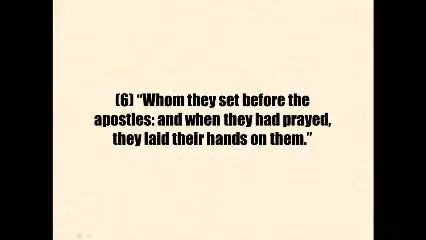 (6) “Whom they set before the
apostles: and when they had prayed,
they laid their hands on them.”